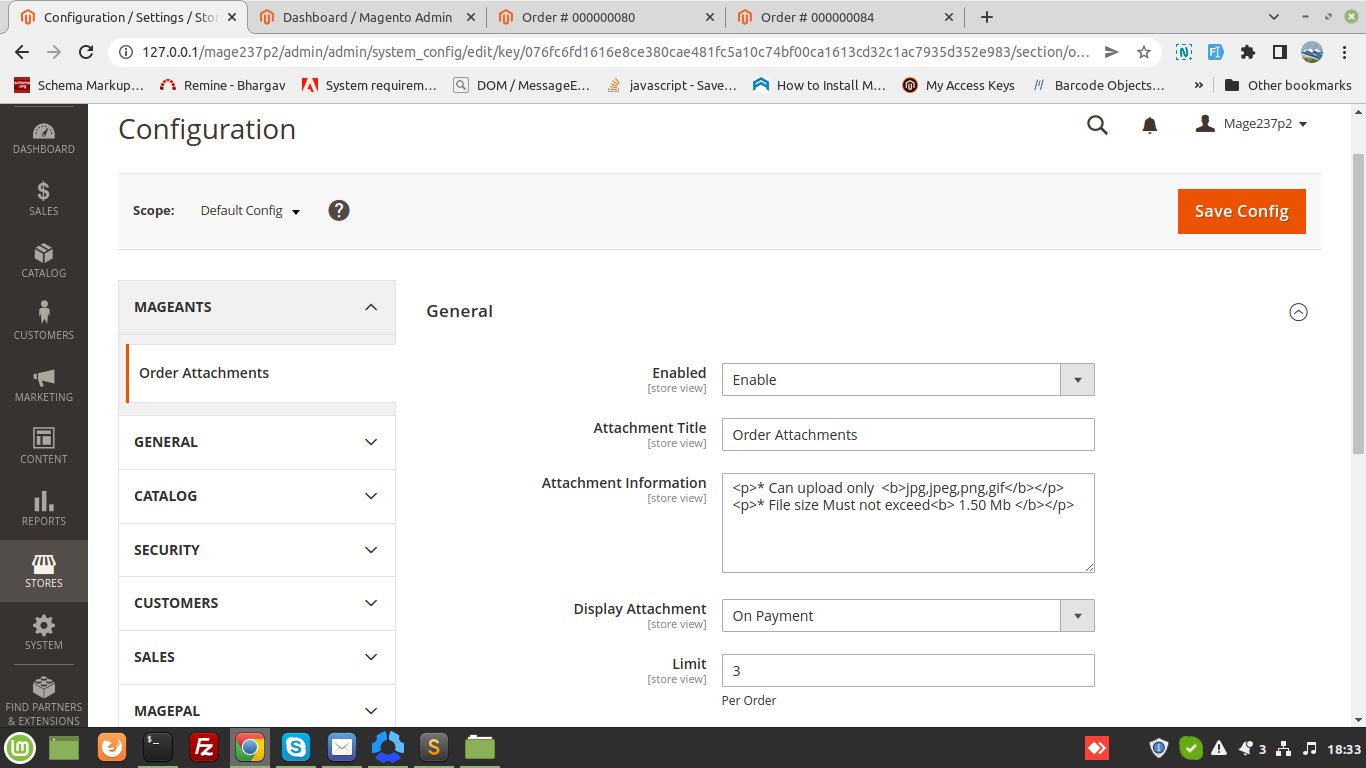 Configuration / Settings / Sto
Dashboard / Magento Admin
Order # 000000080
Order # 000000084
127.0.0.1/mage237p2/admin/admin/system_config/edit/key/076fc6fd1616e8ce380cae481fc5a10c74bf00ca1613cd32c1ac7935d352e983/section/o...
Schema Markup...
Remine - Bhargav
System requirem...
DOM / MessageE...
javascript - Save...
How to Install M...
My Access Keys
Barcode Objects...
»
Other bookmarks
Configuration
Mage237p2
DASHBOARD
SALES
CATALOG
CUSTOMERS
MARKETING
CONTENT
REPORTS
STORES
SYSTEM
FIND PARTNERS
& EXTENSIONS
Scope:
Default Config
?
Save Config
MAGEANTS
Order Attachments
GENERAL
CATALOG
SECURITY
CUSTOMERS
SALES
MAGEPAL
General
Enabled
[store view]
Enable
Attachment Title
[store view]
Order Attachments
Attachment Information
[store view]
<p>* Can upload only  <b>jpg,jpeg,png,gif</b></p>
<p>* File size Must not exceed<b> 1.50 Mb </b></p>
Display Attachment
[store view]
On Payment
Limit
[store view]
3
Per Order
3
18:33